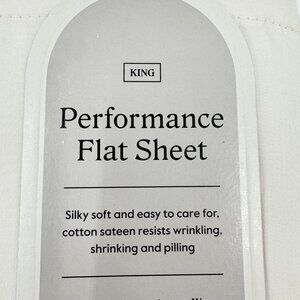 KING
Performance
Flat Sheet
Silky soft and easy to care for,
cotton sateen resists wrinkling,
shrinking and pilling